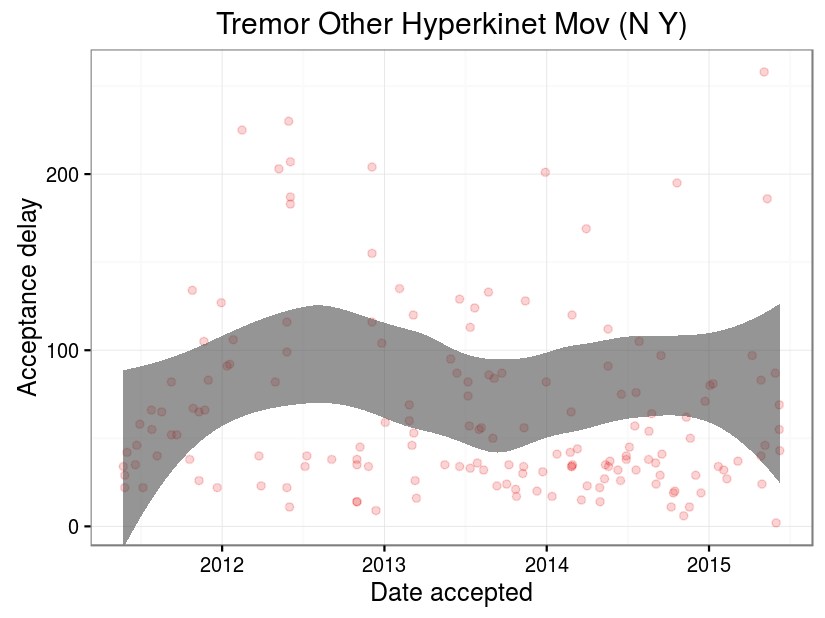 Tremor Other Hyperkinet Mov (N Y)
Acceptance delay
200
100
0
2012 2013 2014 2015
Date accepted